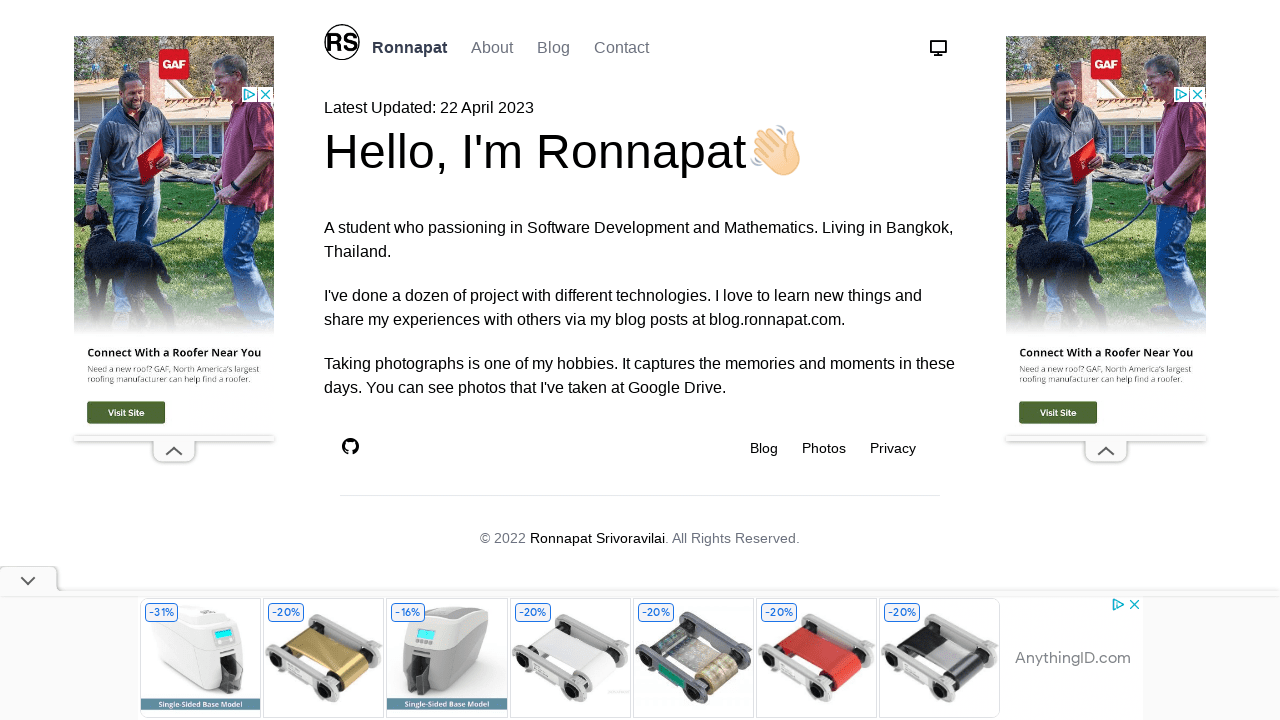 RS
Ronnapat
About
Blog
Contact
Latest Updated: 22 April 2023
Hello, I'm Ronnapat
A student who passioning in Software Development and Mathematics. Living in Bangkok,
Thailand.
I've done a dozen of project with different technologies. I love to learn new things and
share my experiences with others via my blog posts at blog.ronnapat.com.
Taking photographs is one of my hobbies. It captures the memories and moments in these
days. You can see photos that I've taken at Google Drive.
Blog
Photos
Privacy
© 2022 Ronnapat Srivoravilai. All Rights Reserved.
GAF
Connect With a Roofer Near You
Need a new roof? GAF, North America's largest
roofing manufacturer can help find a roofer.
Visit Site
GAF
Connect With a Roofer Near You
Need a new roof? GAF, North America's largest
roofing manufacturer can help find a roofer.
Visit Site
-31%
-20%
-16%
-20%
-20%
-20%
-20%
Single-Sided Base Model
Single-Sided Base Model
AnythingID.com